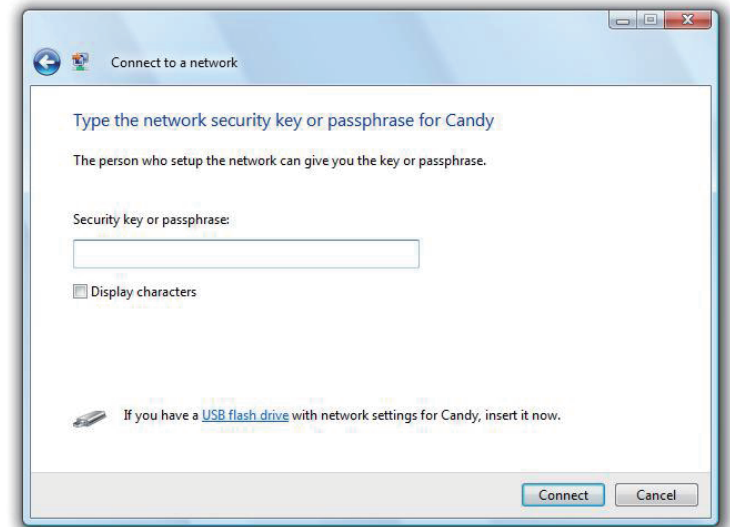 Connect to a network
Type the network security key or passphrase for Candy
The person who setup the network can give you the key or passphrase.
Security key or passphrase:
Display characters
If you have a USB flash drive with network settings for Candy, insert it now.
Connect Cancel